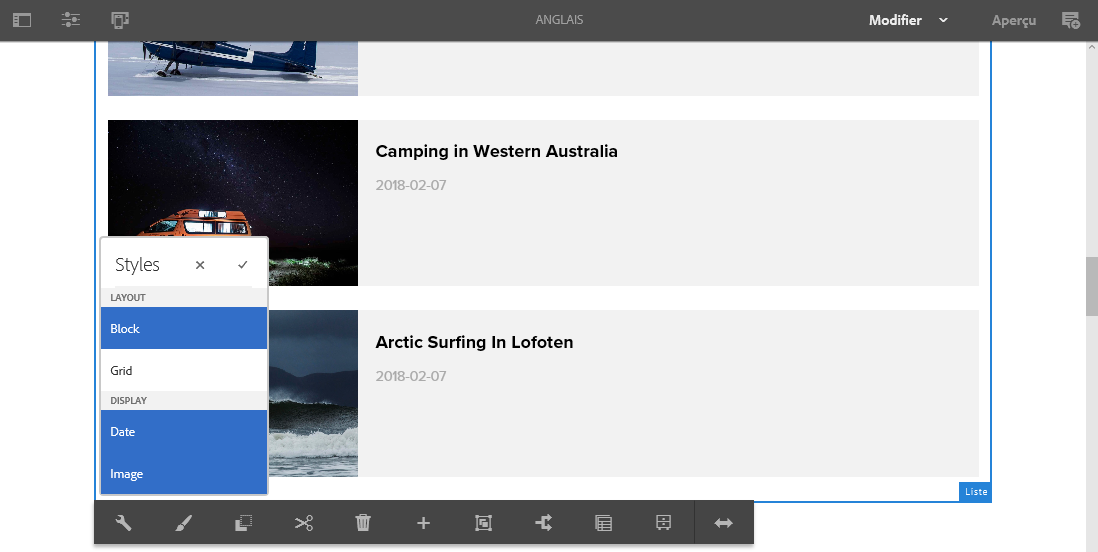 ANGLAIS
Modifier
Aperçu
Camping in Western Australia
2018-02-07
Styles
LAYOUT
Block
Grid
DISPLAY
Date
Image
Arctic Surfing In Lofoten
2018-02-07
Liste